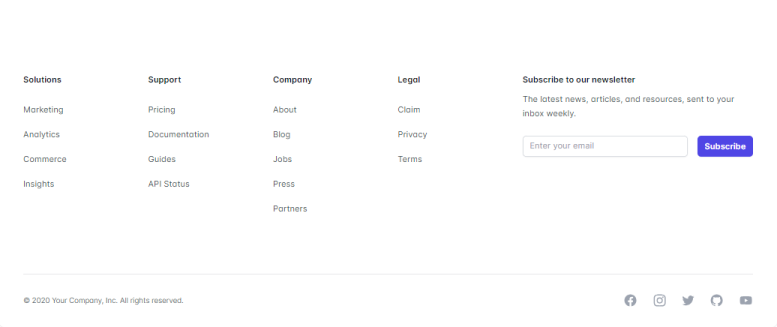 Solutions
Marketing
Analytics
Commerce
Insights
Support
Pricing
Documentation
Guides
API Status
Company
About
Blog
Jobs
Press
Partners
Legal
Claim
Privacy
Terms
Subscribe to our newsletter
The latest news, articles, and resources, sent to your
inbox weekly.
Enter your email
Subscribe
© 2020 Your Company, Inc. All rights reserved.